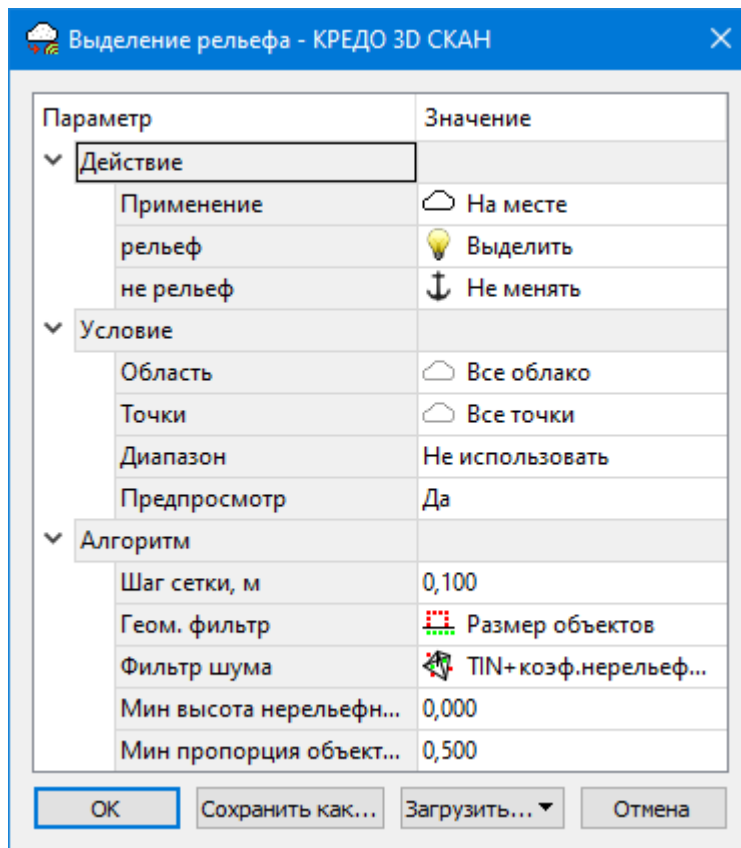 Выделение рельефа - КРЕДО 3D СКАН
Параметр Значение
Действие
Применение На месте
рельеф Выделить
не рельеф Не менять
Условие
Область Все облако
Точки Все точки
Диапазон Не использовать
Предпросмотр Да
Алгоритм
Шаг сетки, м 0,100
Геом. фильтр Размер объектов
Фильтр шума TIN+коэф.нерельеф...
Мин высота нерельефн... 0,000
Мин пропорция объект... 0,500
ОК Сохранить как... Загрузить... Отмена